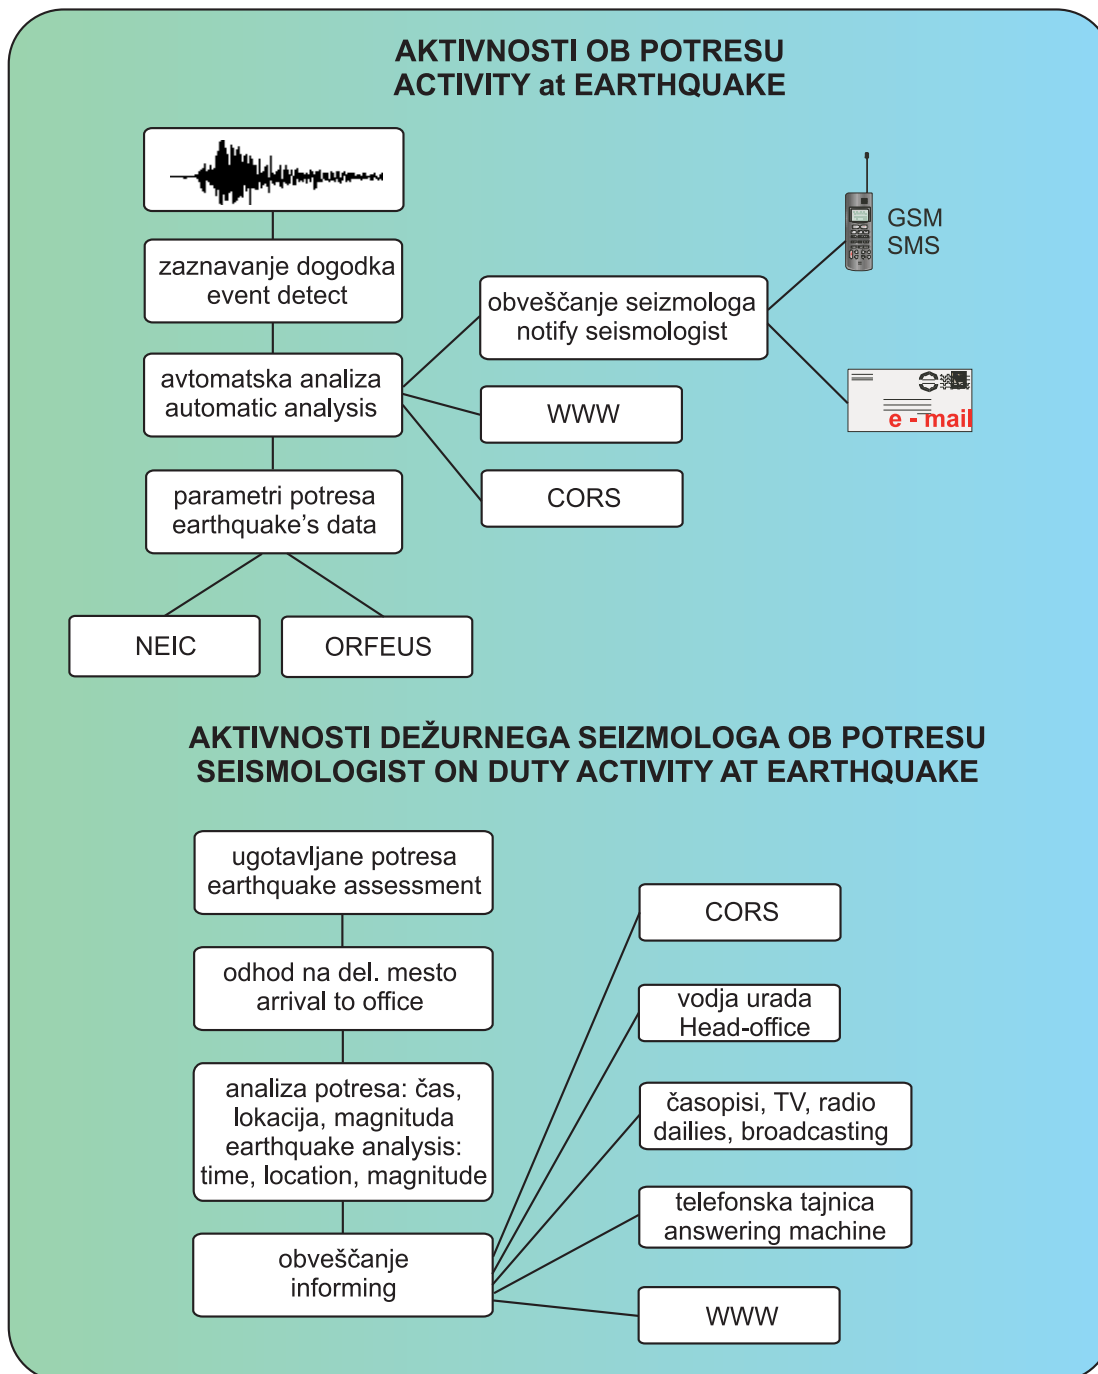 AKTIVNOSTI OB POTRESU
ACTIVITY at EARTHQUAKE
zaznavanje dogodka
event detect
avtomatska analiza
automatic analysis
parametri potresa
earthquake’s data
NEIC
ORFEUS
obveščanje seizmologa
notify seismologist
WWW
CORS
GSM
SMS
e - mail
AKTIVNOSTI DEŽURNEGA SEIZMOLOGA OB POTRESU
SEISMOLOGIST ON DUTY ACTIVITY AT EARTHQUAKE
ugotavljane potresa
earthquake assessment
odhod na del. mesto
arrival to office
analiza potresa: čas,
lokacija, magnituda
earthquake analysis:
time, location, magnitude
obveščanje
informing
CORS
vodja urada
Head-office
časopisi, TV, radio
dailies, broadcasting
telefonska tajnica
answering machine
WWW